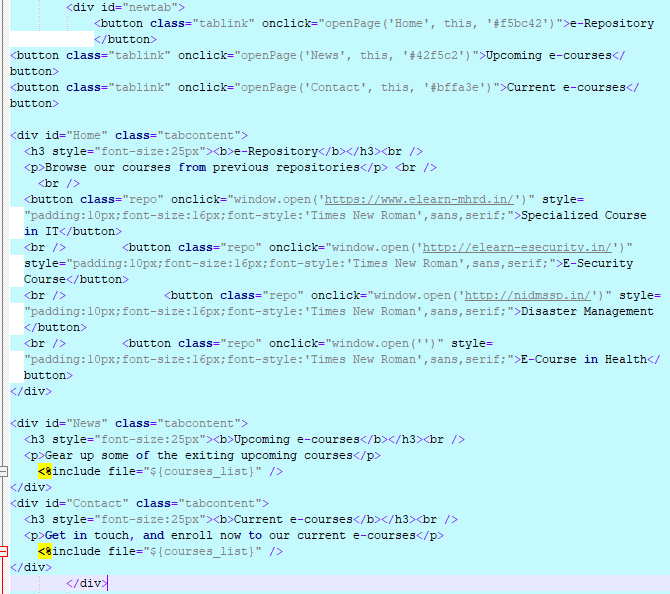 <div id="newtab">
<button class="tablink" onclick="openPage('Home', this, '#f5bc42')">e-Repository
</button>
<button class="tablink" onclick="openPage('News', this, '#42f5c2')">Upcoming e-courses</
button>
<button class="tablink" onclick="openPage('Contact', this, '#bffa3e')">Current e-courses</
button>
<div id="Home" class="tabcontent">
<h3 style="font-size:25px"><b>e-Repository</b></h3><br />
<p>Browse our courses from previous repositories</p> <br />
<br />
<button class="repo" onclick="window.open('https://www.elearn-mhrd.in/')" style=
"padding:10px;font-size:16px;font-style:'Times New Roman',sans,serif;">Specialized Course
in IT</button>
<br /> <button class="repo" onclick="window.open('http://elearn-esecurity.in/')"
style="padding:10px;font-size:16px;font-style:'Times New Roman',sans,serif;">E-Security
Course</button>
<br /> <button class="repo" onclick="window.open('http://nidmssp.in/')" style=
"padding:10px;font-size:16px;font-style:'Times New Roman',sans,serif;">Disaster Management
</button>
<br /> <button class="repo" onclick="window.open('')" style=
"padding:10px;font-size:16px;font-style:'Times New Roman',sans,serif;">E-Course in Health</
button>
</div>
<div id="News" class="tabcontent">
<h3 style="font-size:25px"><b>Upcoming e-courses</b></h3><br />
<p>Gear up some of the exiting upcoming courses</p>
<%include file="${courses_list}" />
</div>
<div id="Contact" class="tabcontent">
<h3 style="font-size:25px"><b>Current e-courses</b></h3><br />
<p>Get in touch, and enroll now to our current e-courses</p>
<%include file="${courses_list}" />
</div>
</div>